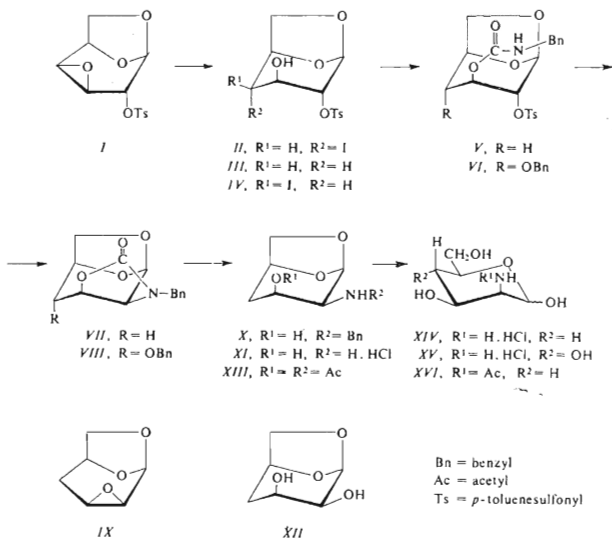 O
O
O
OTs
I
O
OH
O
R¹
R²
OTs
II, R¹ = H, R² = I
III, R¹ = H, R² = H
IV, R¹ = I, R² = H
O
O H
C—N—Bn
O
O
R
OTs
V, R = H
VI, R = OBn
O
O
C
O
O
N—Bn
R
VII, R = H
VIII, R = OBn
O
OR¹
O
NHR²
X, R¹ = H, R² = Bn
XI, R¹ = H, R² = H.HCl
XIII, R¹ = R² = Ac
H
CH₂OH
R²
O
R¹NH
HO
OH
XIV, R¹ = H.HCl, R² = H
XV, R¹ = H.HCl, R² = OH
XVI, R¹ = Ac, R² = H
O
O
O
IX
O
OH
O
OH
XII
Bn = benzyl
Ac = acetyl
Ts = p-toluenesulfonyl